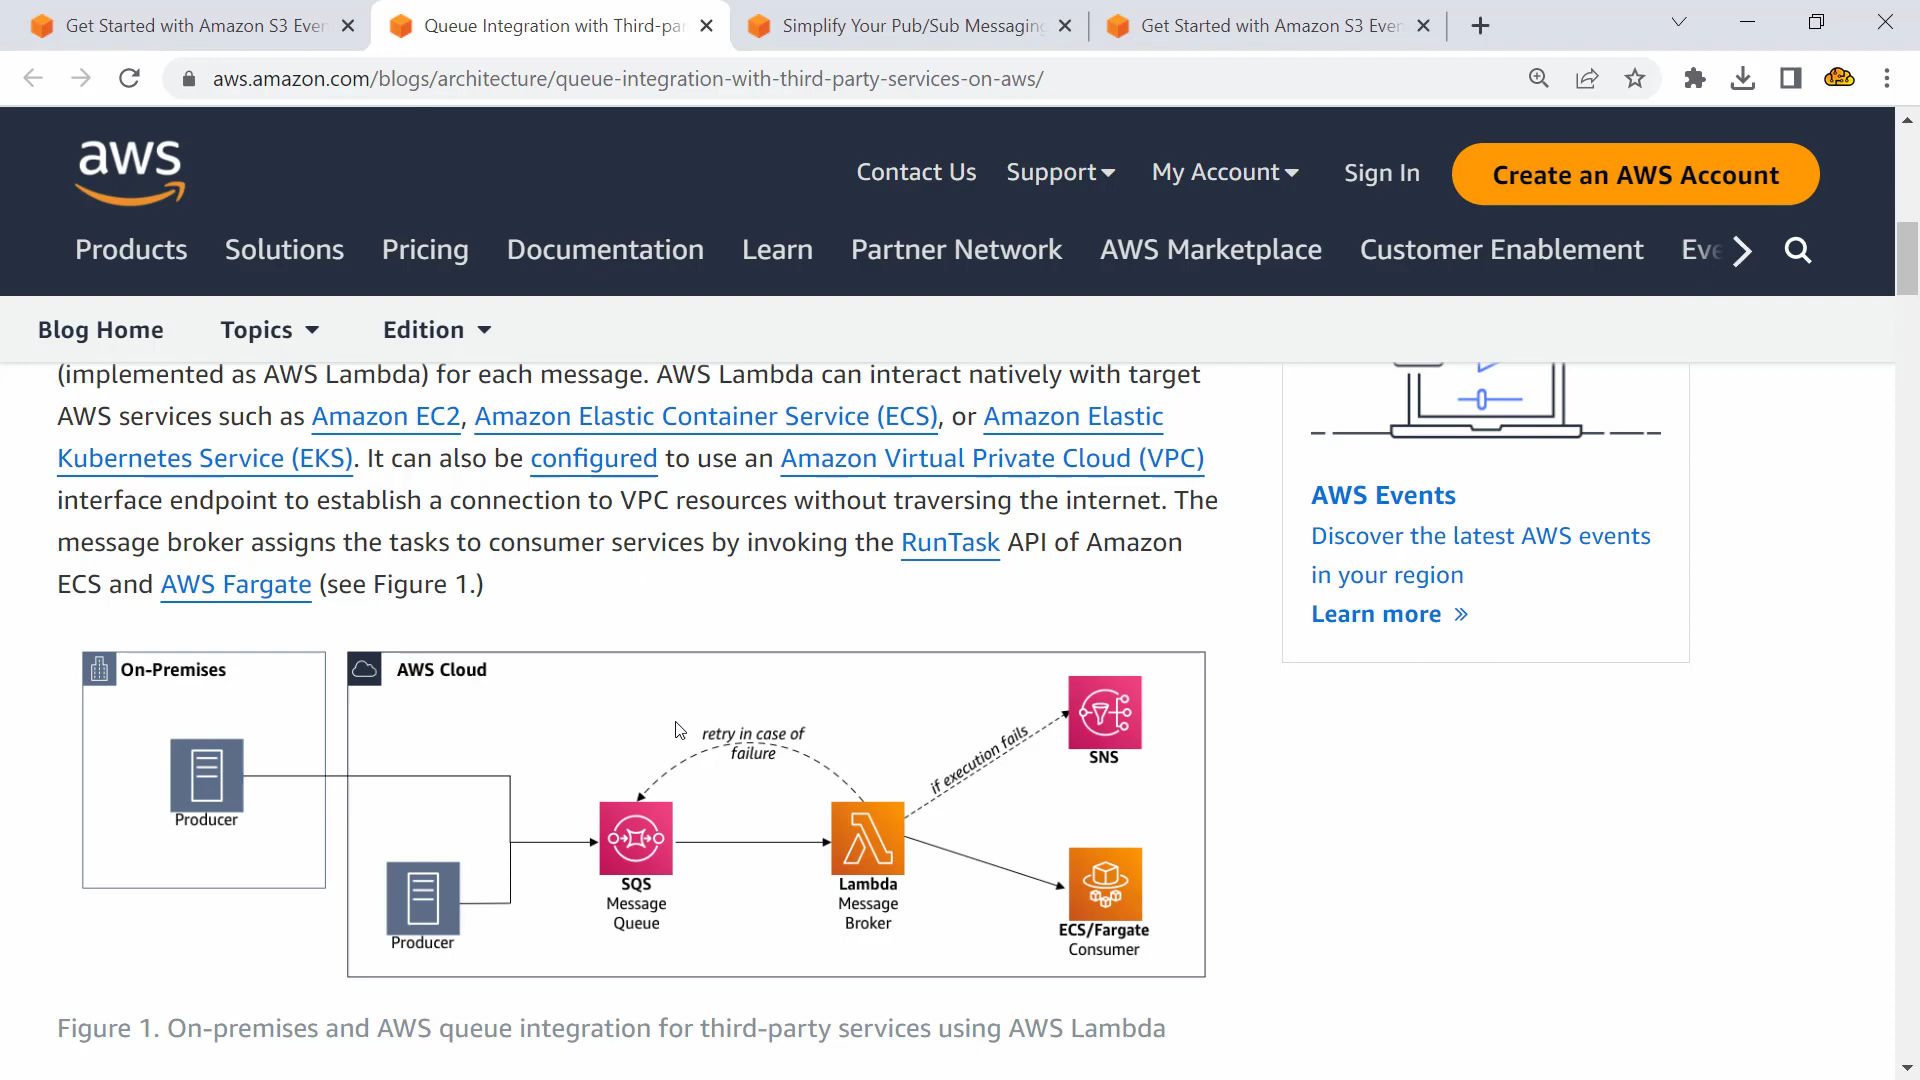 Get Started with Amazon S3 Even
Queue Integration with Third-par
Simplify Your Pub/Sub Messaging
Get Started with Amazon S3 Even
aws.amazon.com/blogs/architecture/queue-integration-with-third-party-services-on-aws/
aws
Contact Us
Support
My Account
Sign In
Create an AWS Account
Products
Solutions
Pricing
Documentation
Learn
Partner Network
AWS Marketplace
Customer Enablement
Eve
Blog Home
Topics
Edition
(implemented as AWS Lambda) for each message. AWS Lambda can interact natively with target
AWS services such as Amazon EC2, Amazon Elastic Container Service (ECS), or Amazon Elastic
Kubernetes Service (EKS). It can also be configured to use an Amazon Virtual Private Cloud (VPC)
interface endpoint to establish a connection to VPC resources without traversing the internet. The
message broker assigns the tasks to consumer services by invoking the RunTask API of Amazon
ECS and AWS Fargate (see Figure 1.)
AWS Events
Discover the latest AWS events
in your region
Learn more »
On-Premises
Producer
AWS Cloud
Producer
retry in case of
failure
SQS
Message
Queue
Lambda
Message
Broker
if execution fails
SNS
ECS/Fargate
Consumer
Figure 1. On-premises and AWS queue integration for third-party services using AWS Lambda